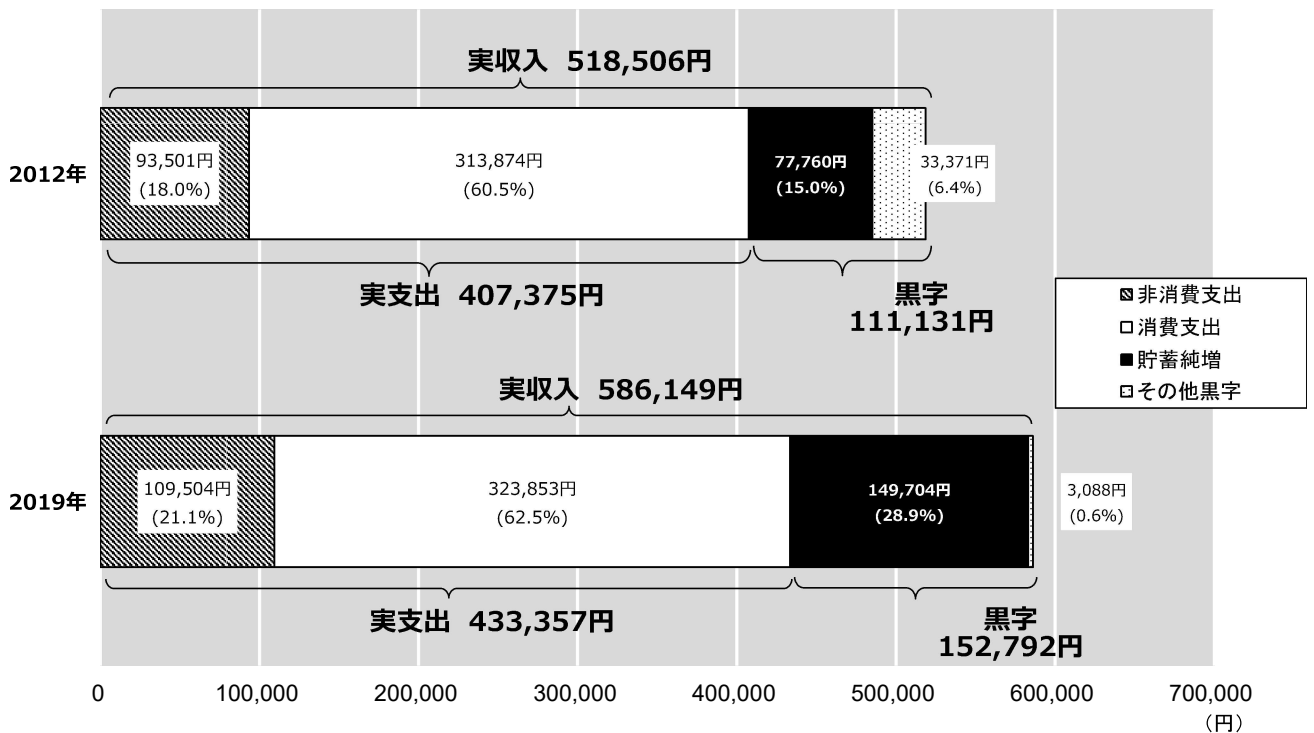 実収入 518,506円
2012年
93,501円
(18.0%)
313,874円
(60.5%)
77,760円
(15.0%)
33,371円
(6.4%)
実支出 407,375円
黒字
111,131円
非消費支出
消費支出
貯蓄純増
その他黒字
実収入 586,149円
2019年
109,504円
(21.1%)
323,853円
(62.5%)
149,704円
(28.9%)
3,088円
(0.6%)
実支出 433,357円
黒字
152,792円
0 100,000 200,000 300,000 400,000 500,000 600,000 700,000
（円）